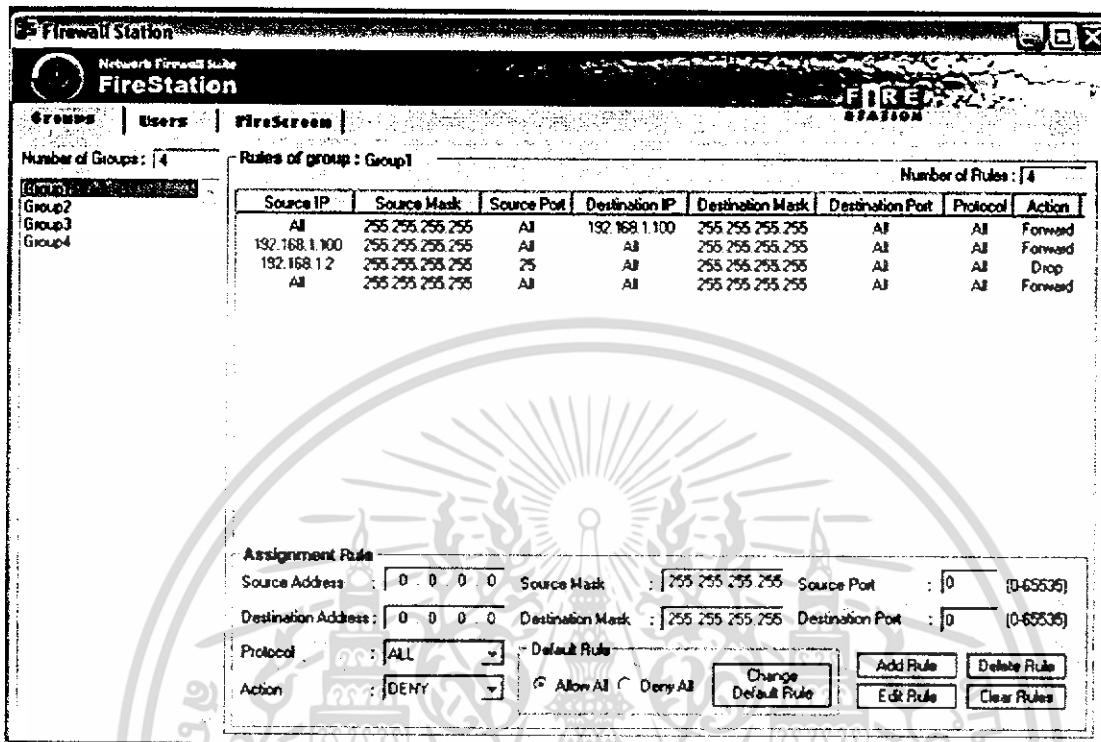 Firewall Station
Network Firewall Suite
FireStation
FIRE
STATION
Groups Users FireScreen
Number of Groups : 4
Rules of group : Group1
Number of Rules : 4
Group1
Group2
Group3
Group4
Source IP Source Mask Source Port Destination IP Destination Mask Destination Port Protocol Action
All 255.255.255.255 All 192.168.1.100 255.255.255.255 All All Forward
192.168.1.100 255.255.255.255 All All 255.255.255.255 All All Forward
192.168.1.2 255.255.255.255 25 All 255.255.255.255 All All Drop
All 255.255.255.255 All All 255.255.255.255 All All Forward
Assignment Rule
Source Address : 0 . 0 . 0 . 0 Source Mask : 255 255 255 255 Source Port : 0 (0-65535)
Destination Address : 0 0 0 0 Destination Mask : 255 255 255 255 Destination Port : 0 (0-65535)
Protocol : ALL
Action : DENY
Default Rule
Allow All Deny All
Change Default Rule
Add Rule Delete Rule
Edit Rule Clear Rules